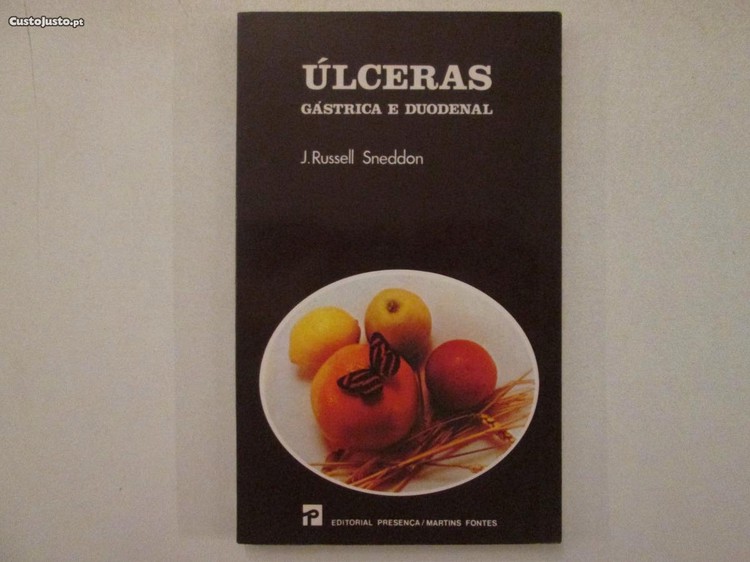 CustoJusto.pt
ÚLCERAS
GÁSTRICA E DUODENAL
J. Russell Sneddon
EDITORIAL PRESENÇA/MARTINS FONTES